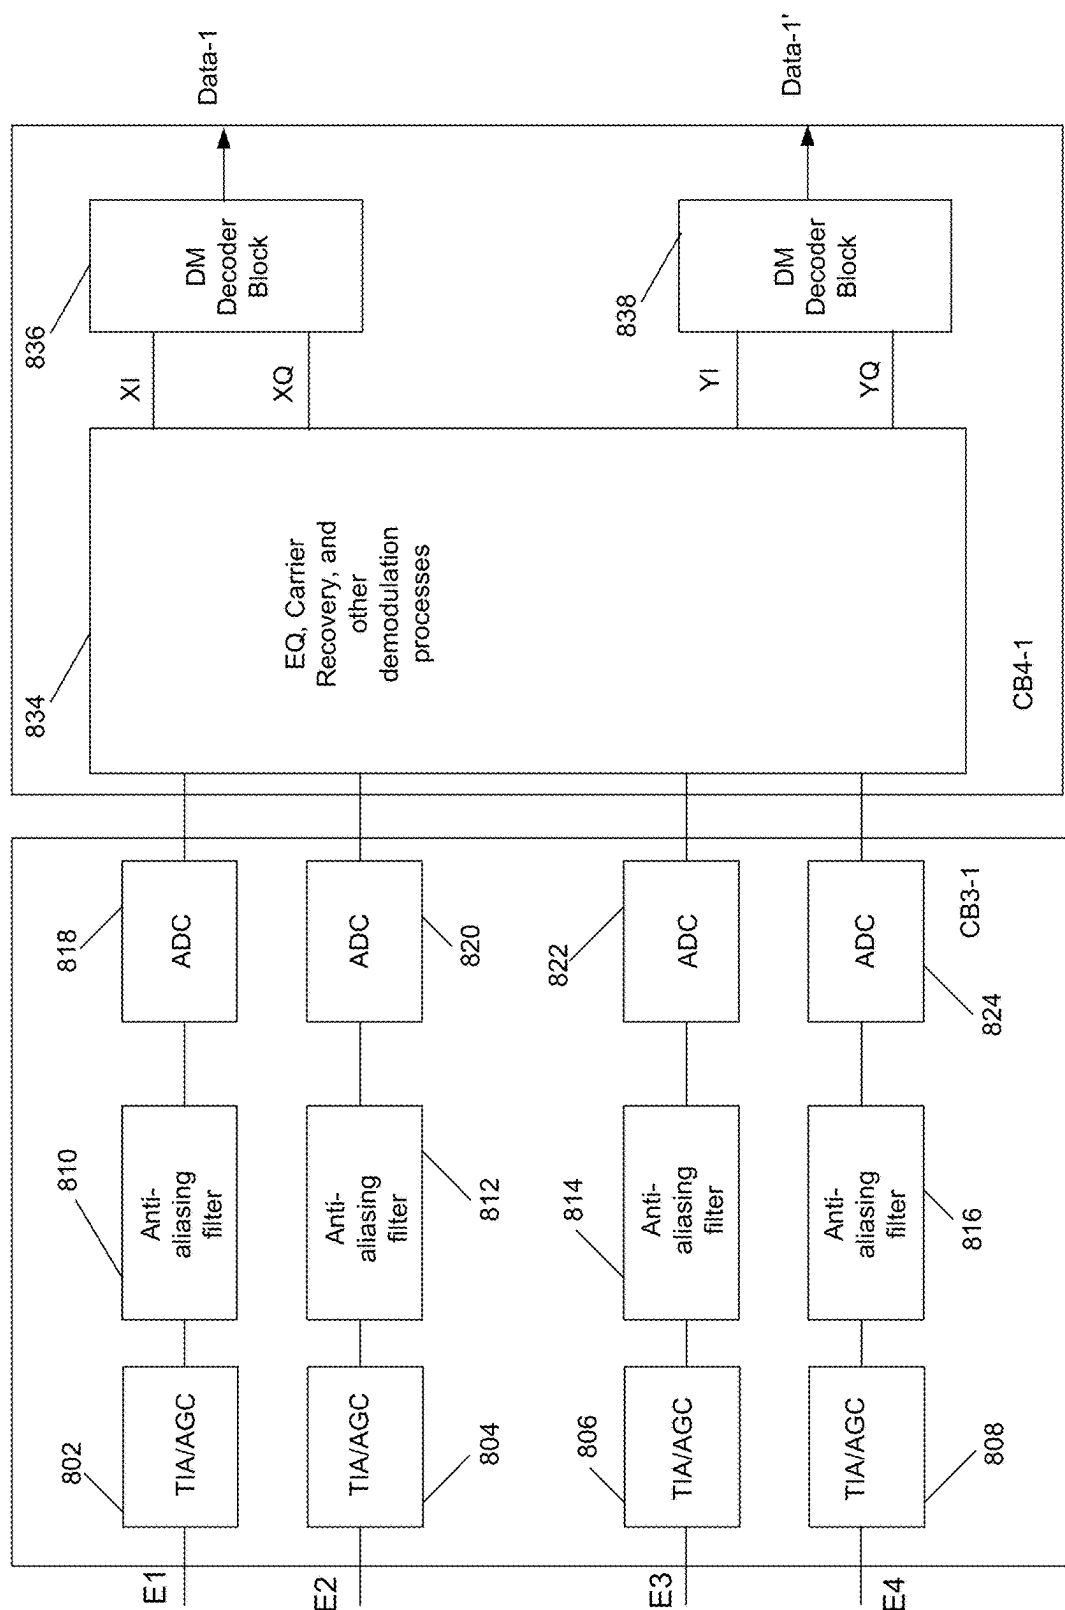 E1
802
TIA/AGC
810
Anti-
aliasing
filter
818
ADC
E2
TIA/AGC
804
Anti-
aliasing
filter
812
ADC
820
E3
806
TIA/AGC
814
Anti-
aliasing
filter
822
ADC
E4
TIA/AGC
808
Anti-
aliasing
filter
816
ADC
824
CB3-1
834
EQ, Carrier
Recovery, and
other
demodulation
processes
XI
XQ
YI
YQ
836
DM
Decoder
Block
Data-1
838
DM
Decoder
Block
Data-1'
CB4-1